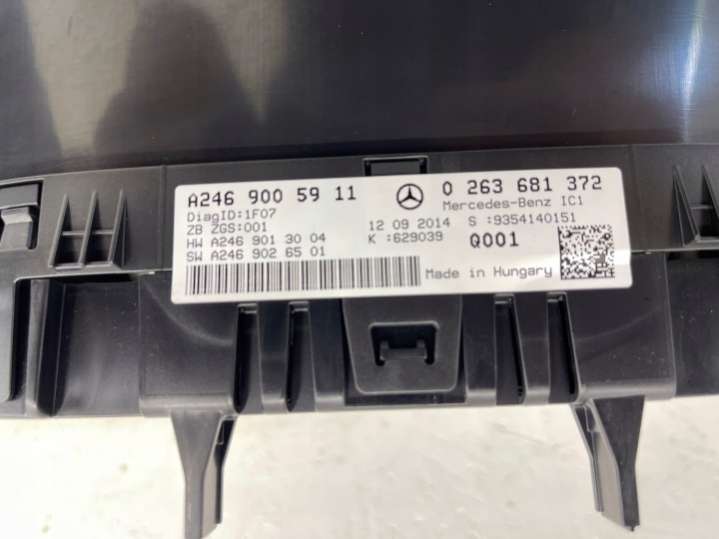 A246 900 59 11 0 263 681 372
DiagID:1F07 Mercedes-Benz IC1
ZB ZGS:001 12 09 2014 S :9354140151
HW A246 901 30 04 K :629039 Q001
SW A246 902 65 01
Made in Hungary